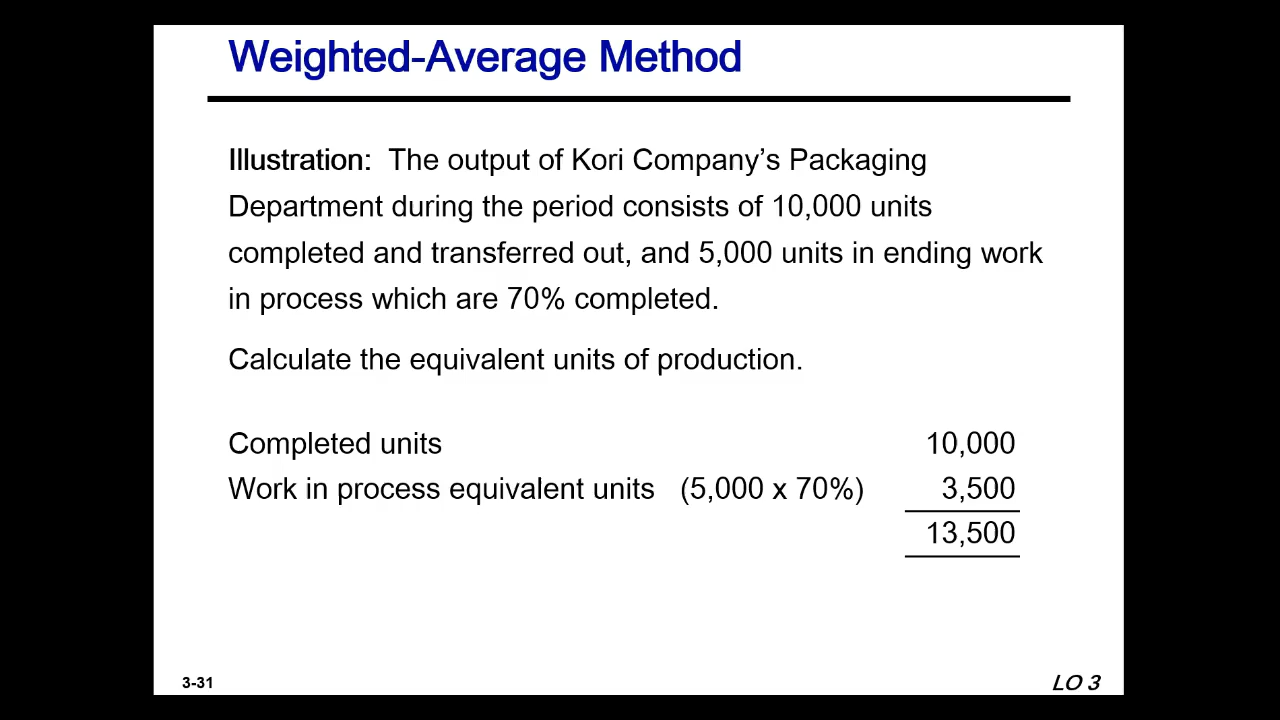 Weighted-Average Method
Illustration: The output of Kori Company’s Packaging
Department during the period consists of 10,000 units
completed and transferred out, and 5,000 units in ending work
in process which are 70% completed.
Calculate the equivalent units of production.
Completed units 10,000
Work in process equivalent units (5,000 x 70%) 3,500
13,500
3-31 LO 3